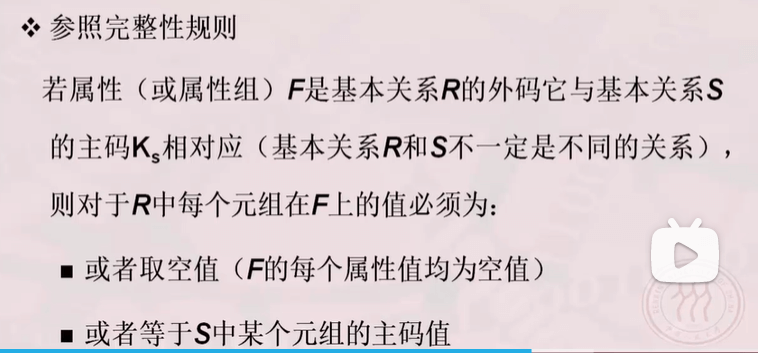 ❖ 参照完整性规则
若属性（或属性组）F是基本关系R的外码它与基本关系S
的主码Ks相对应（基本关系R和S不一定是不同的关系），
则对于R中每个元组在F上的值必须为：
■ 或者取空值（F的每个属性值均为空值）
■ 或者等于S中某个元组的主码值